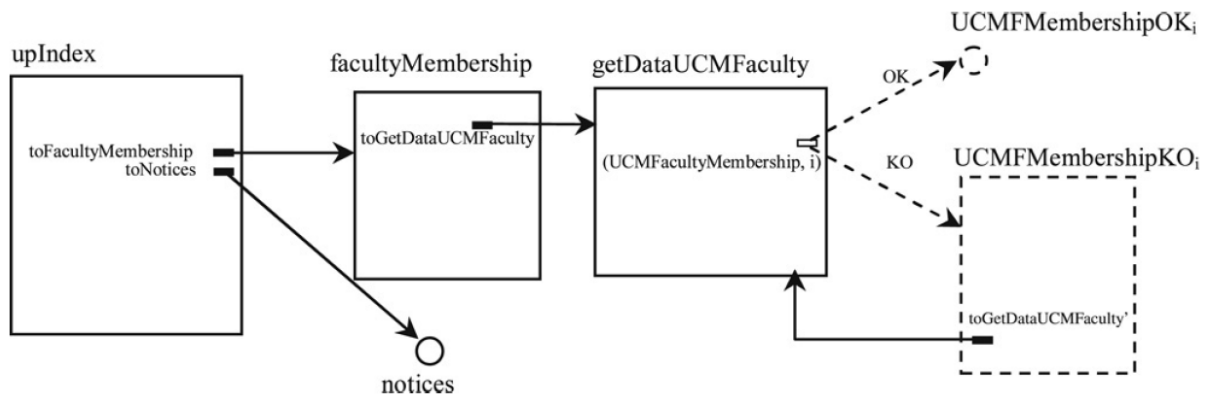 UCMFMembershipOKᵢ
upIndex
facultyMembership
getDataUCMFaculty
OK
toGetDataUCMFaculty
toFacultyMembership
toNotices
(UCMFacultyMembership, i)
KO
UCMFMembershipKOᵢ
toGetDataUCMFaculty'
notices